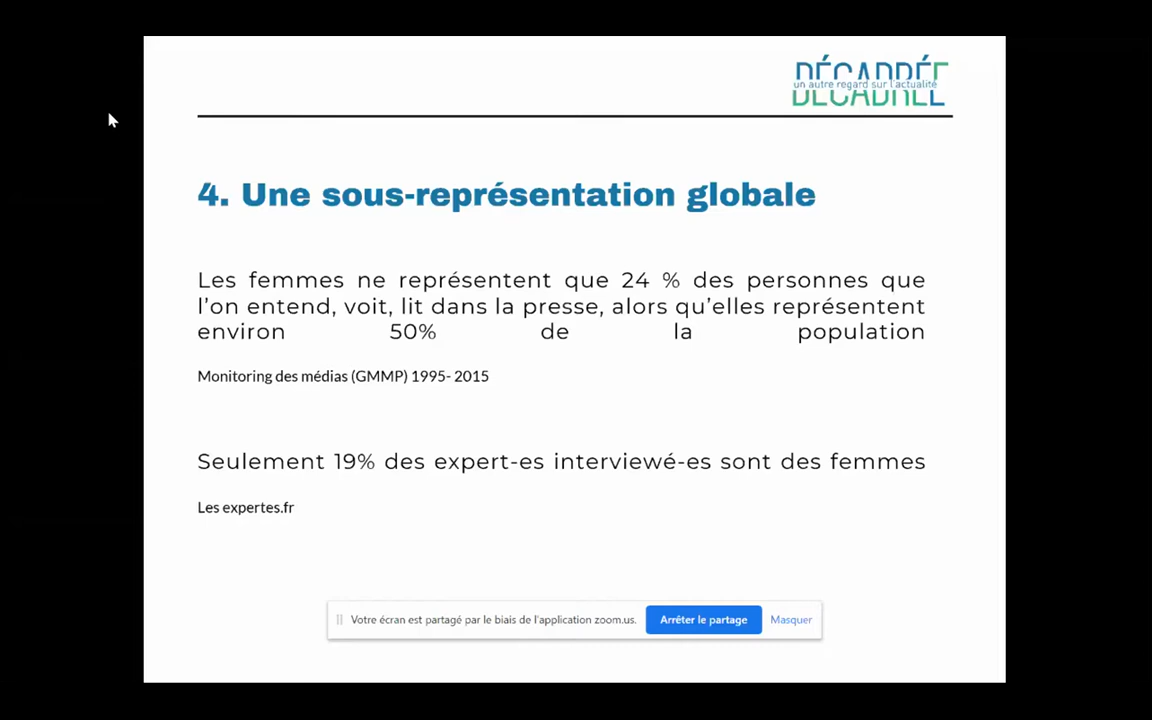 DÉCADRÉE
un autre regard sur l'actualité
4. Une sous-représentation globale
Les femmes ne représentent que 24 % des personnes que
l’on entend, voit, lit dans la presse, alors qu’elles représentent
environ 50% de la population
Monitoring des médias (GMMP) 1995- 2015
Seulement 19% des expert-es interviewé-es sont des femmes
Les expertes.fr
Votre écran est partagé par le biais de l'application zoom.us.
Arrêter le partage
Masquer